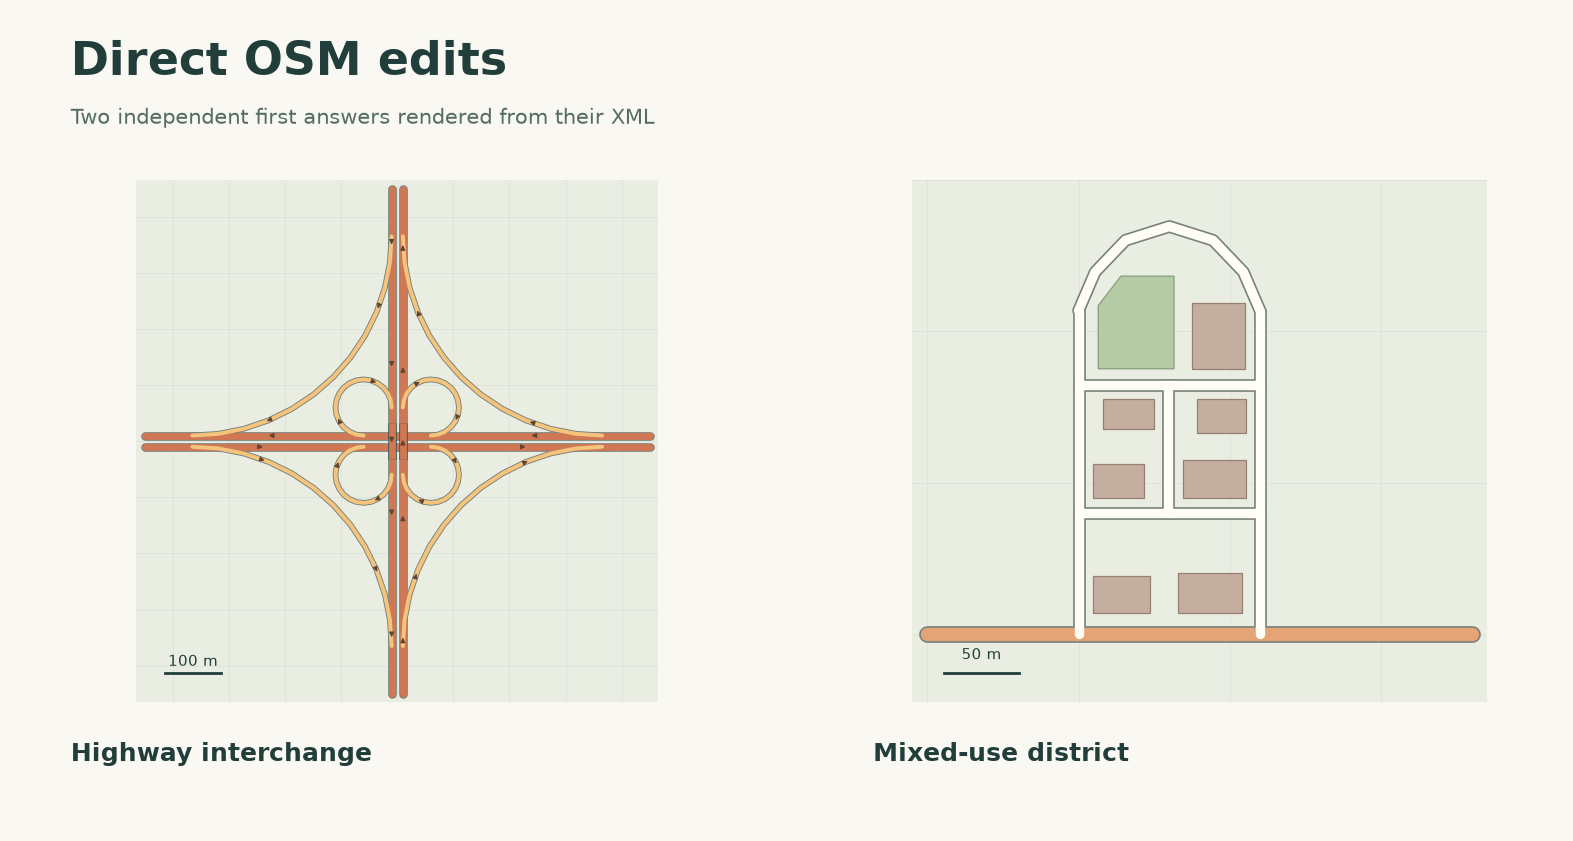 Direct OSM edits
Two independent first answers rendered from their XML
100 m
50 m
Highway interchange
Mixed-use district